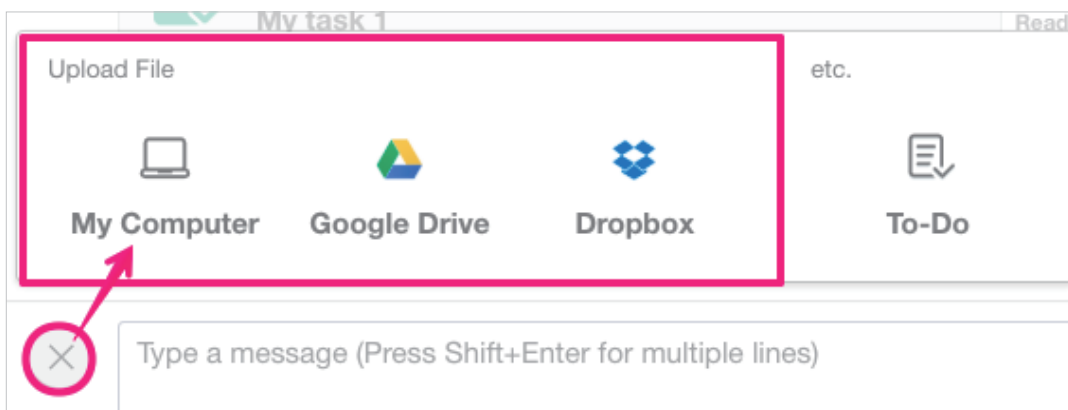 My task 1
Read
Upload File
etc.
My Computer
Google Drive
Dropbox
To-Do
Type a message (Press Shift+Enter for multiple lines)